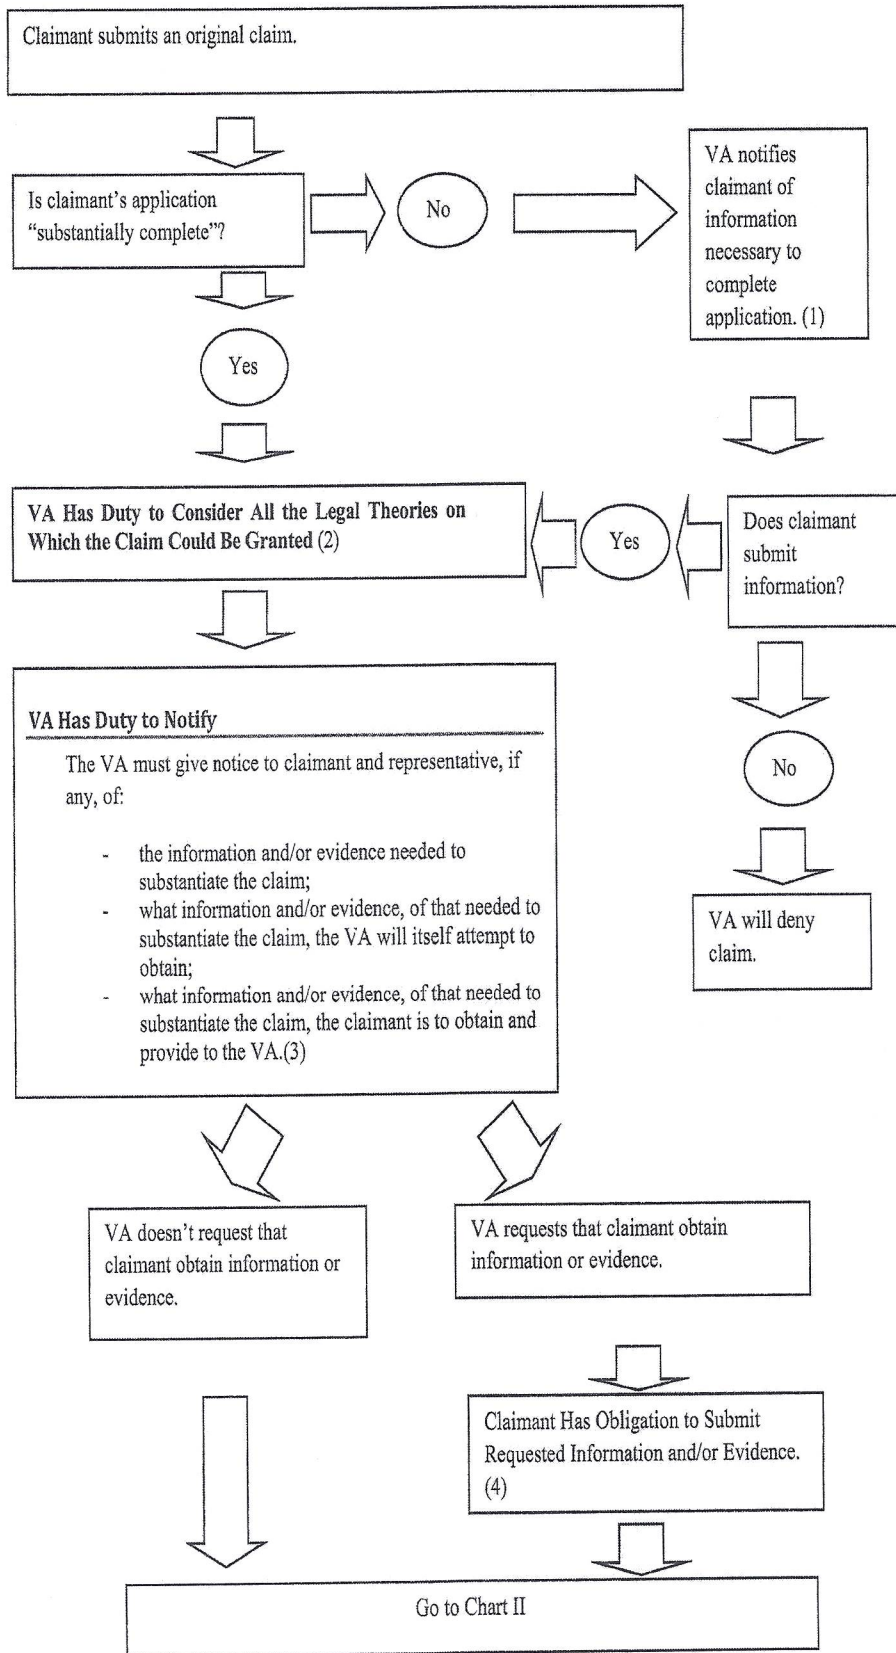 Claimant submits an original claim.
Is claimant's application
“substantially complete”?
No
VA notifies
claimant of
information
necessary to
complete
application. (1)
Yes
VA Has Duty to Consider All the Legal Theories on
Which the Claim Could Be Granted (2)
Yes
Does claimant
submit
information?
No
VA will deny
claim.
VA Has Duty to Notify
The VA must give notice to claimant and representative, if
any, of:
- the information and/or evidence needed to
substantiate the claim;
- what information and/or evidence, of that needed to
substantiate the claim, the VA will itself attempt to
obtain;
- what information and/or evidence, of that needed to
substantiate the claim, the claimant is to obtain and
provide to the VA.(3)
VA doesn't request that
claimant obtain information or
evidence.
VA requests that claimant obtain
information or evidence.
Claimant Has Obligation to Submit
Requested Information and/or Evidence.
(4)
Go to Chart II